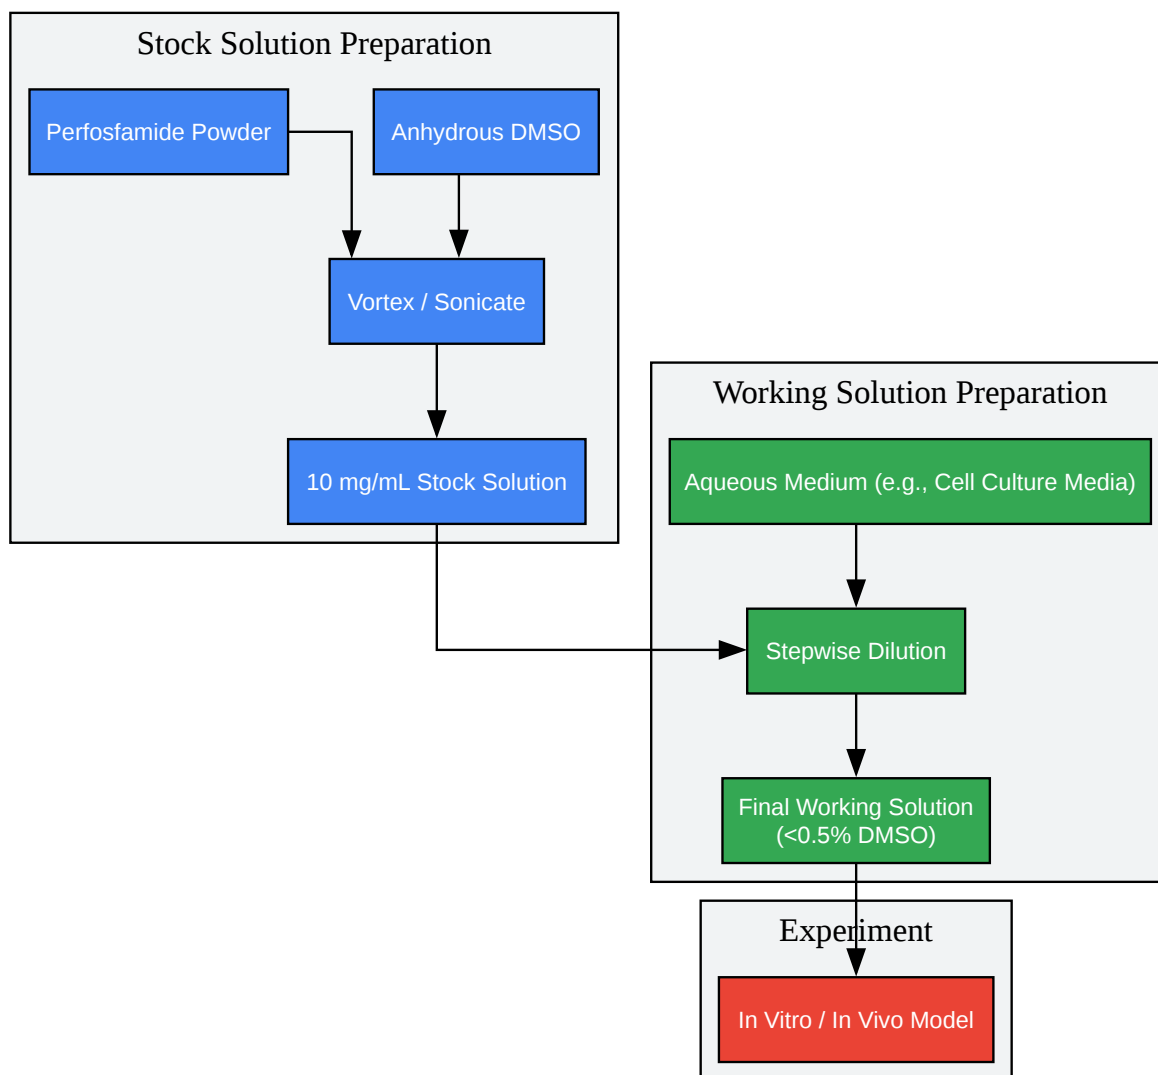 Stock Solution Preparation
Perfosfamide Powder
Anhydrous DMSO
Vortex / Sonicate
10 mg/mL Stock Solution
Working Solution Preparation
Aqueous Medium (e.g., Cell Culture Media)
Stepwise Dilution
Final Working Solution
(<0.5% DMSO)
Experiment
In Vitro / In Vivo Model